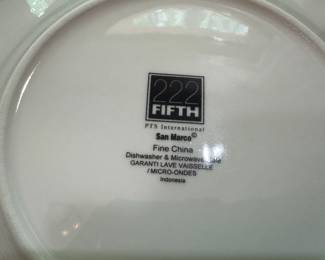 222
FIFTH
PTS International
San Marco©
Fine China
Dishwasher & Microwave Safe
GARANTI LAVE VAISSELLE
/ MICRO-ONDES
Indonesia